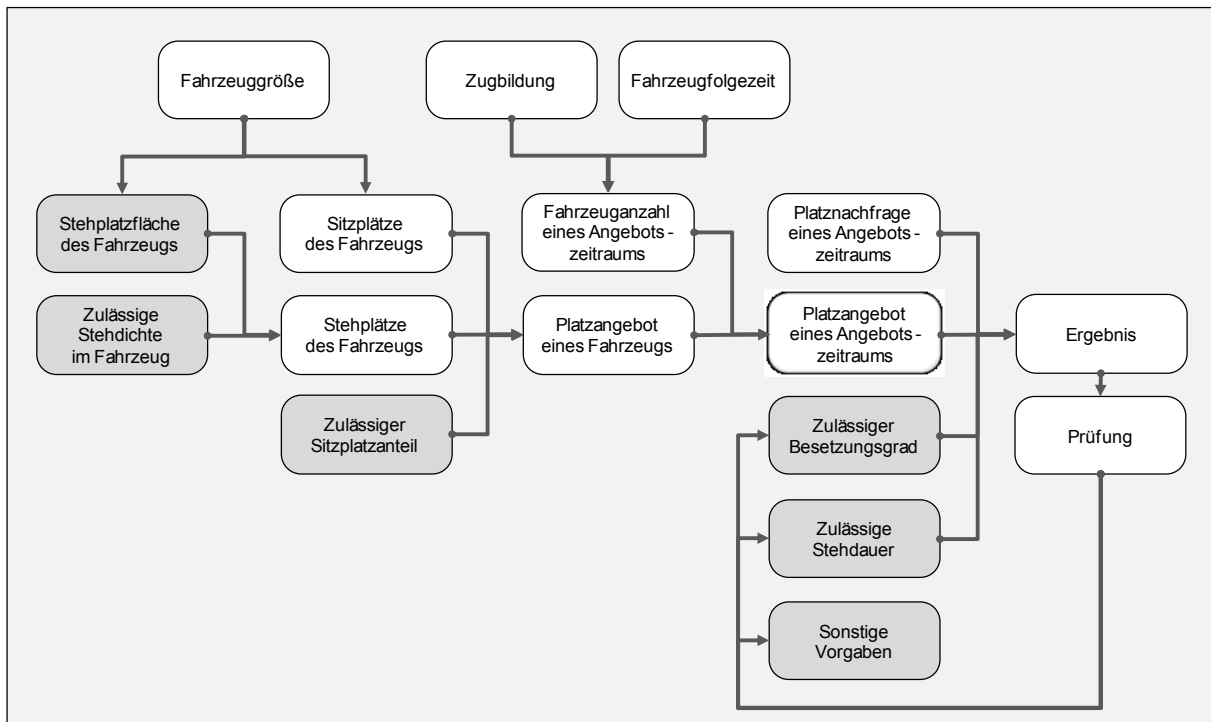 Fahrzeuggröße
Zugbildung
Fahrzeugfolgezeit
Stehplatzfläche
des Fahrzeugs
Sitzplätze
des Fahrzeugs
Fahrzeuganzahl
eines Angebots -
zeitraums
Platznachfrage
eines Angebots -
zeitraums
Zulässige
Stehdichte
im Fahrzeug
Stehplätze
des Fahrzeugs
Platzangebot
eines Fahrzeugs
Platzangebot
eines Angebots -
zeitraums
Ergebnis
Zulässiger
Sitzplatzanteil
Zulässiger
Besetzungsgrad
Prüfung
Zulässige
Stehdauer
Sonstige
Vorgaben